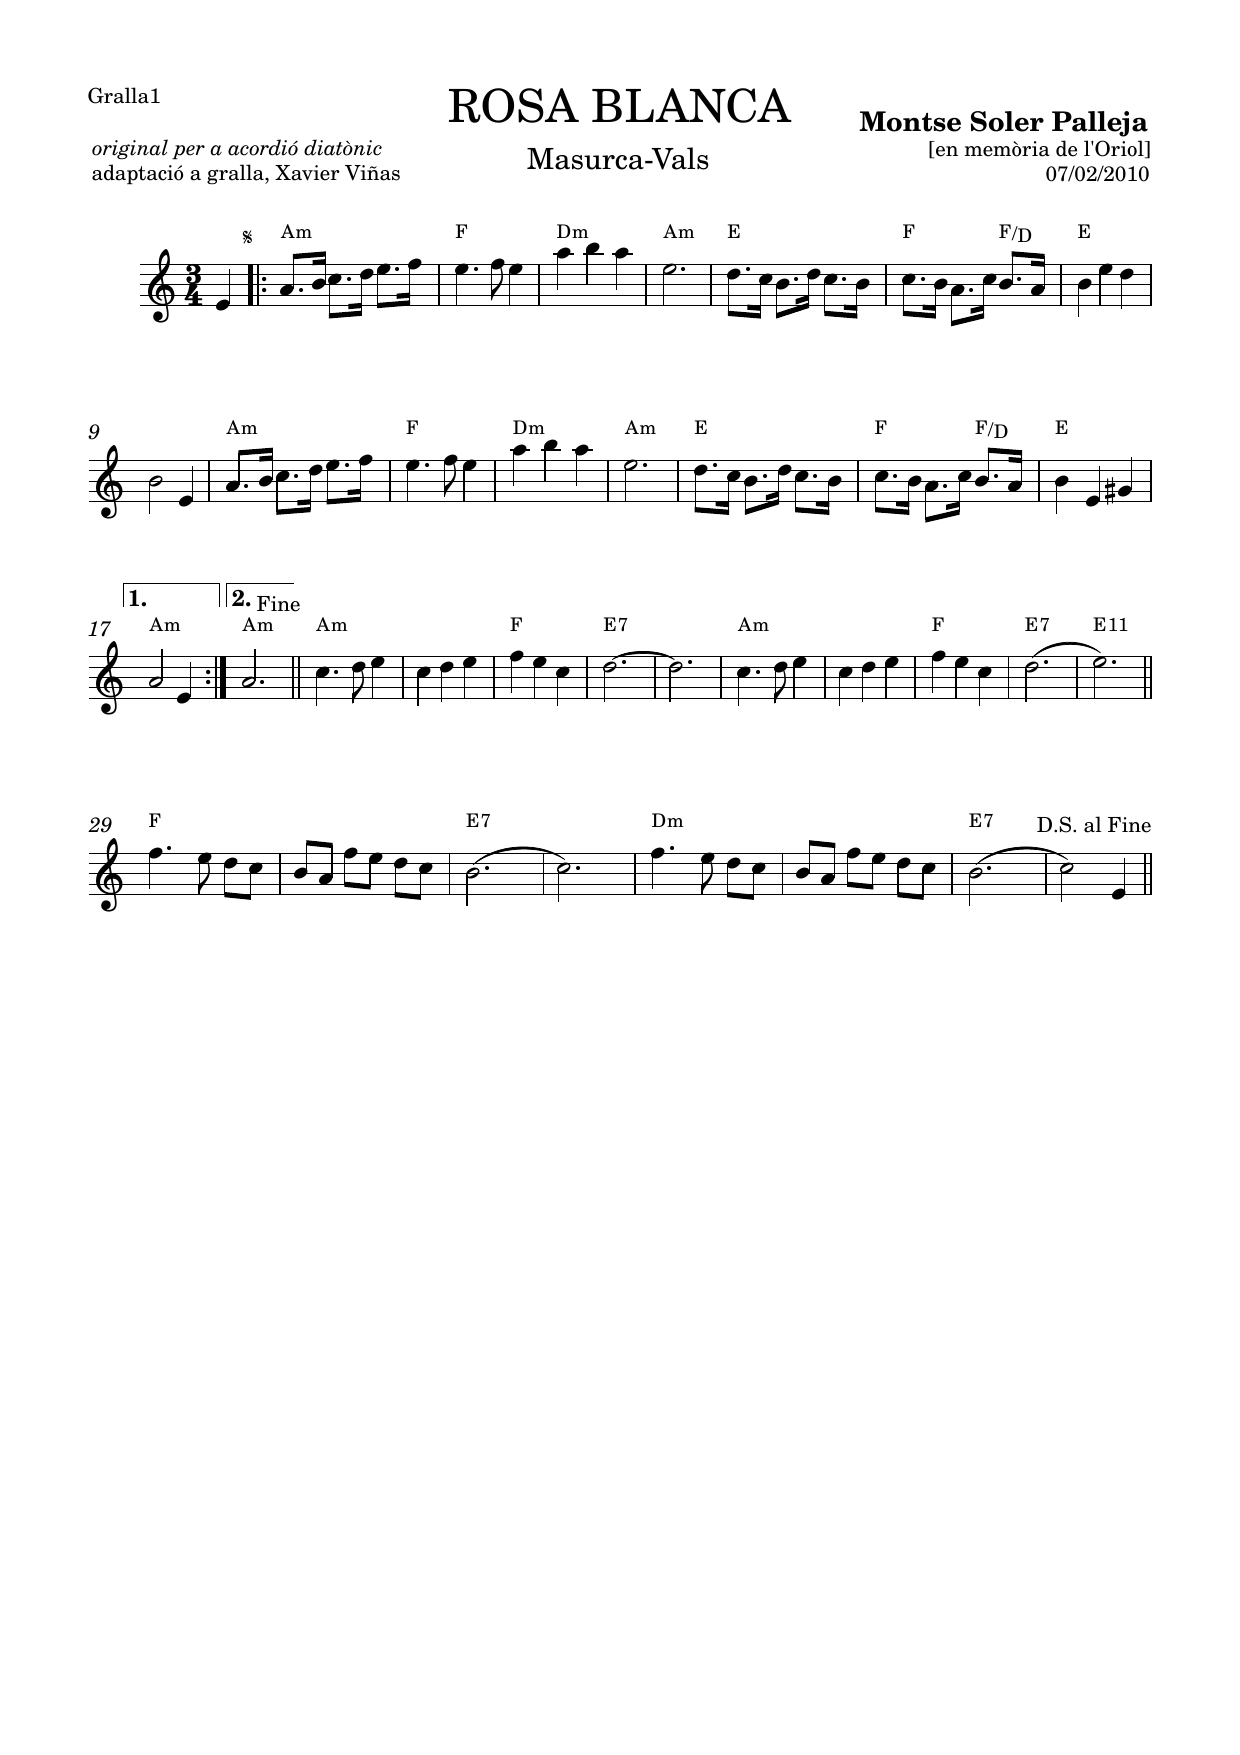 Gralla1
ROSA BLANCA
Montse Soler Palleja
original per a acordió diatònic
Masurca-Vals
[en memòria de l'Oriol]
adaptació a gralla, Xavier Viñas
07/02/2010
Am F Dm Am E F F/D E
3
4
9 Am F Dm Am E F F/D E
1. 2. Fine
17 Am Am Am F E7 Am F E7 E11
29 F E7 Dm E7 D.S. al Fine